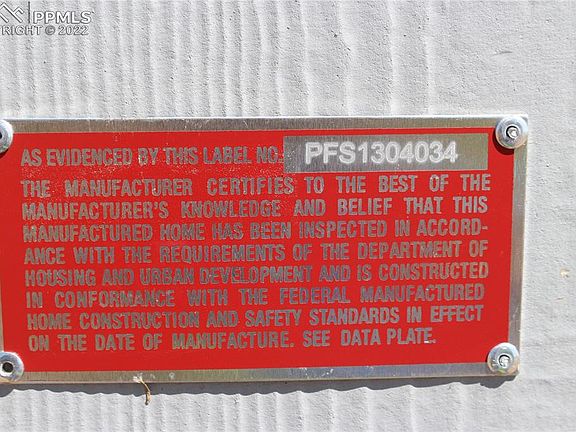 PPMLS
RIGHT © 2022
AS EVIDENCED BY THIS LABEL NO. PFS1304034
THE MANUFACTURER CERTIFIES TO THE BEST OF THE
MANUFACTURER'S KNOWLEDGE AND BELIEF THAT THIS
MANUFACTURED HOME HAS BEEN INSPECTED IN ACCORD-
ANCE WITH THE REQUIREMENTS OF THE DEPARTMENT OF
HOUSING AND URBAN DEVELOPMENT AND IS CONSTRUCTED
IN CONFORMANCE WITH THE FEDERAL MANUFACTURED
HOME CONSTRUCTION AND SAFETY STANDARDS IN EFFECT
ON THE DATE OF MANUFACTURE. SEE DATA PLATE.